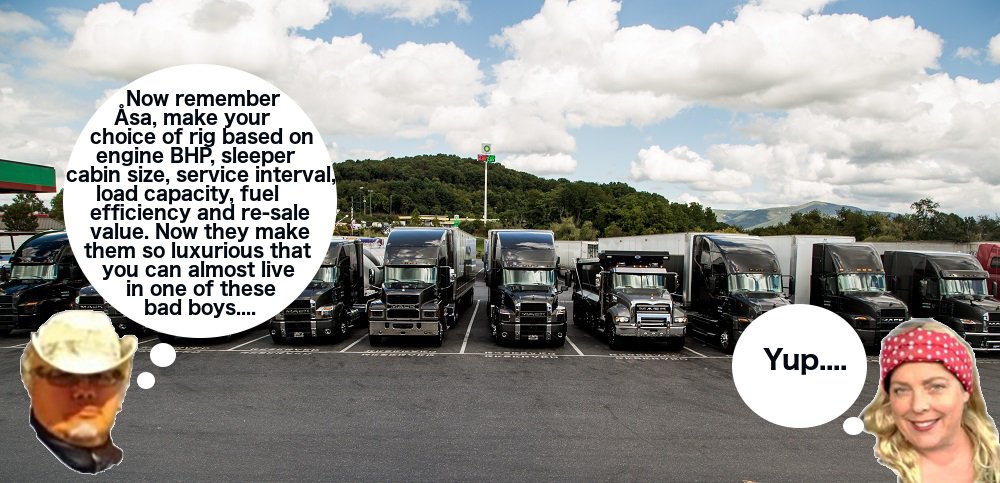 Now remember
Åsa, make your
choice of rig based on
engine BHP, sleeper
cabin size, service interval,
load capacity, fuel
efficiency and re-sale
value. Now they make
them so luxurious that
you can almost live
in one of these
bad boys....
Yup....